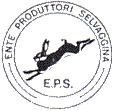 ENTE PRODUTTORI SELVAGGINA
E.P.S.